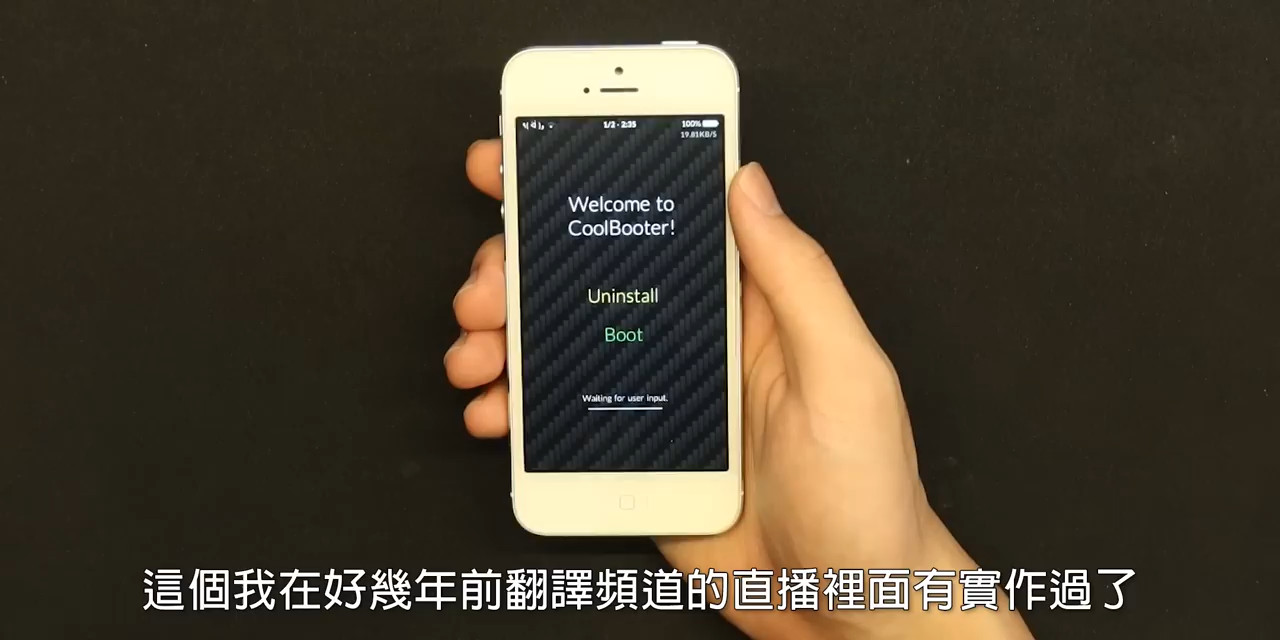 1/2 - 2:35
100%
19.81KB/S
Welcome to
CoolBooter!
Uninstall
Boot
Waiting for user input.
這個我在好幾年前翻譯頻道的直播裡面有實作過了